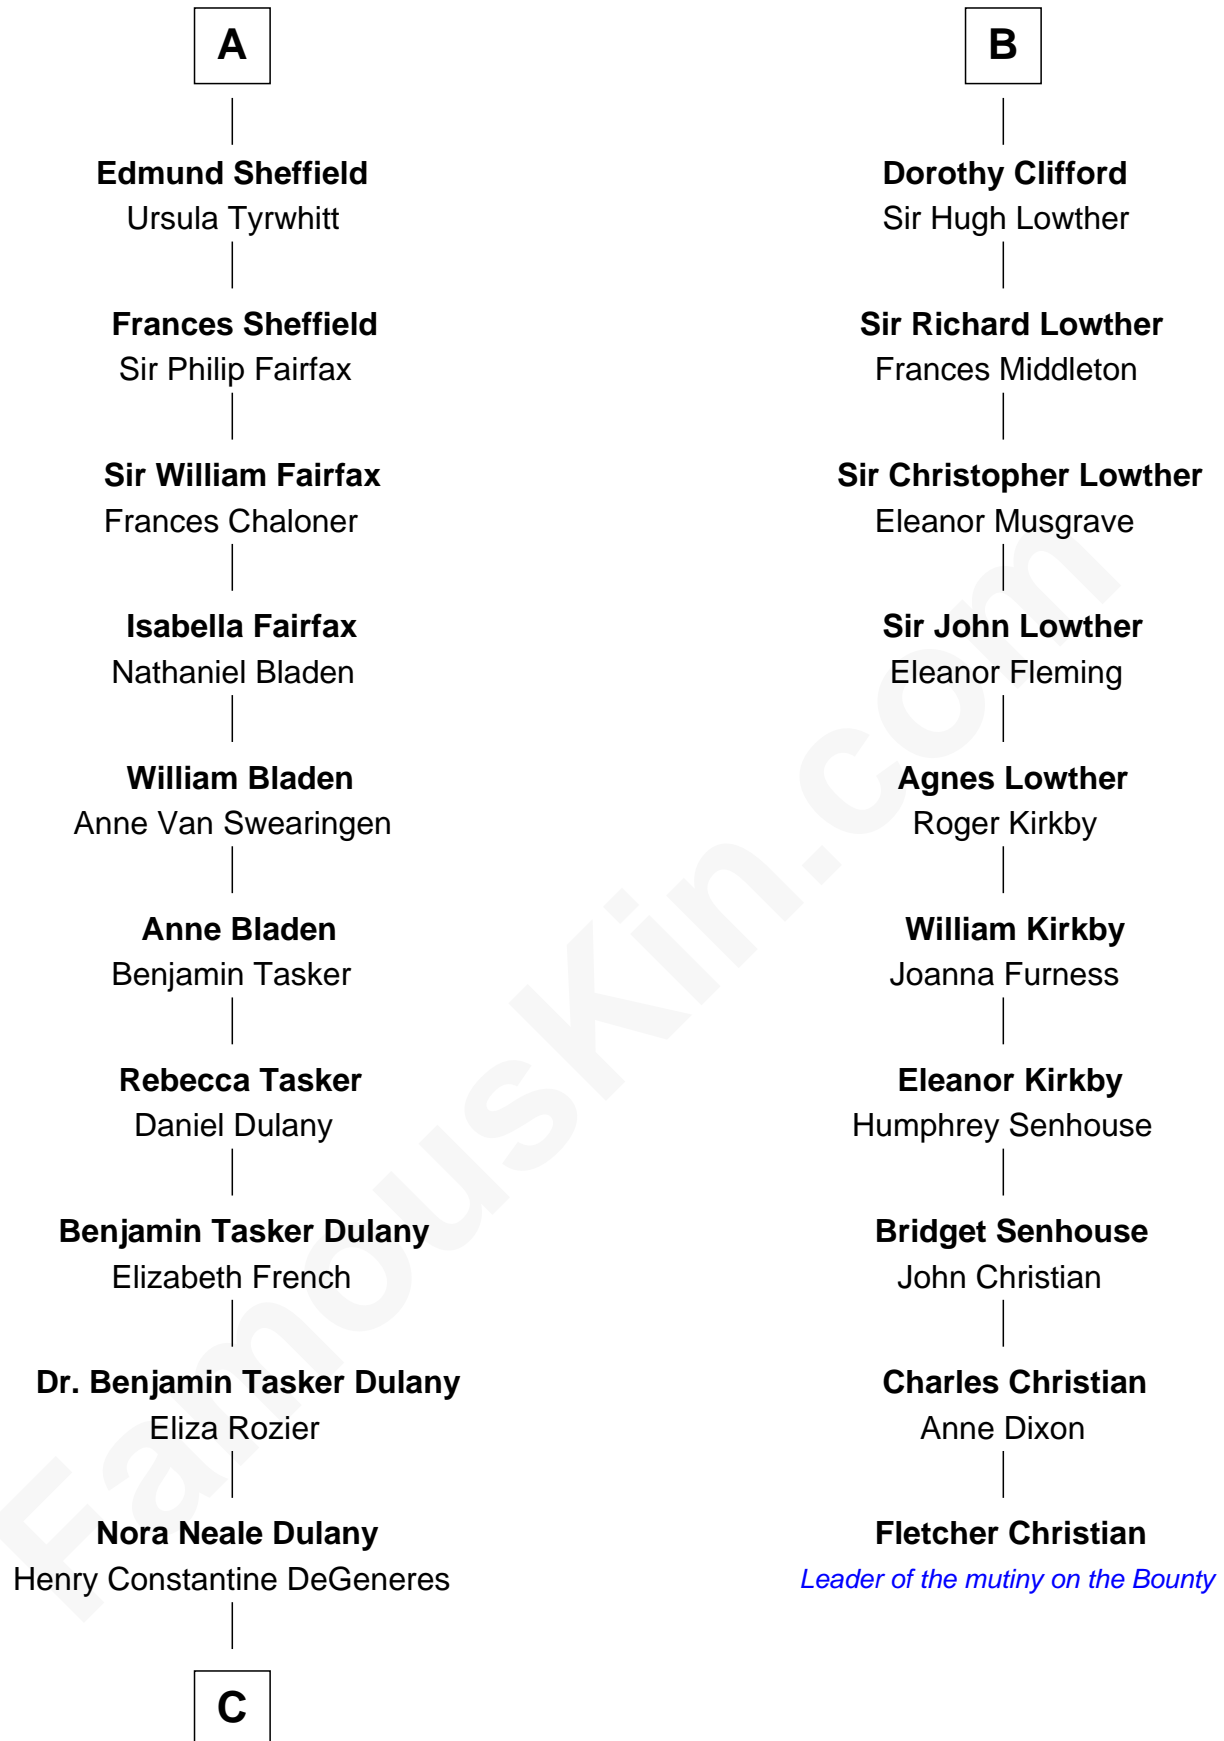 A
Edmund Sheffield
Ursula Tyrwhitt
Frances Sheffield
Sir Philip Fairfax
Sir William Fairfax
Frances Chaloner
Isabella Fairfax
Nathaniel Bladen
William Bladen
Anne Van Swearingen
Anne Bladen
Benjamin Tasker
Rebecca Tasker
Daniel Dulany
Benjamin Tasker Dulany
Elizabeth French
Dr. Benjamin Tasker Dulany
Eliza Rozier
Nora Neale Dulany
Henry Constantine DeGeneres
C
B
Dorothy Clifford
Sir Hugh Lowther
Sir Richard Lowther
Frances Middleton
Sir Christopher Lowther
Eleanor Musgrave
Sir John Lowther
Eleanor Fleming
Agnes Lowther
Roger Kirkby
William Kirkby
Joanna Furness
Eleanor Kirkby
Humphrey Senhouse
Bridget Senhouse
John Christian
Charles Christian
Anne Dixon
Fletcher Christian
Leader of the mutiny on the Bounty
FamousKin.com